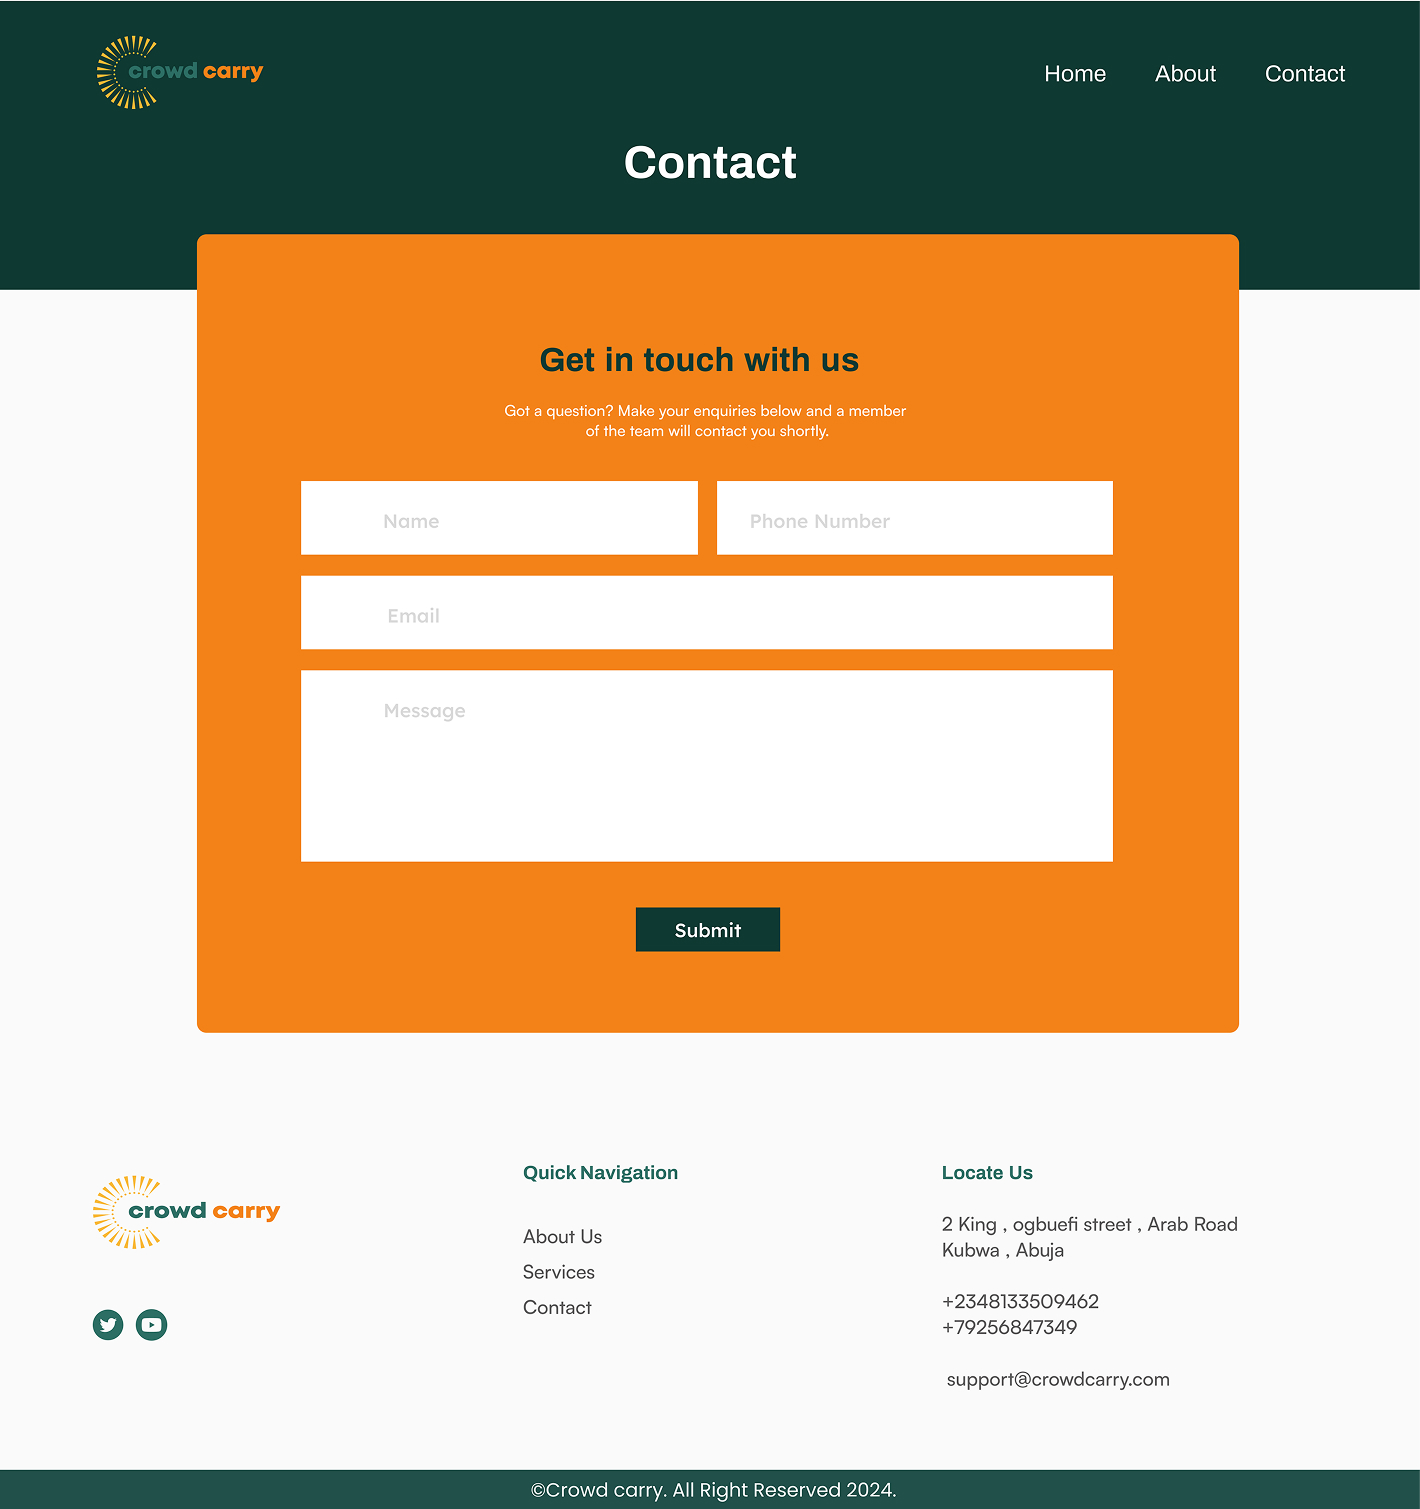 crowd carry
Home
About
Contact
Contact
Get in touch with us
Got a question? Make your enquiries below and a member
of the team will contact you shortly.
Name
Phone Number
Email
Message
Submit
crowd carry
Quick Navigation
About Us
Services
Contact
Locate Us
2 King , ogbuefi street , Arab Road
Kubwa , Abuja
+2348133509462
+79256847349
support@crowdcarry.com
©Crowd carry. All Right Reserved 2024.